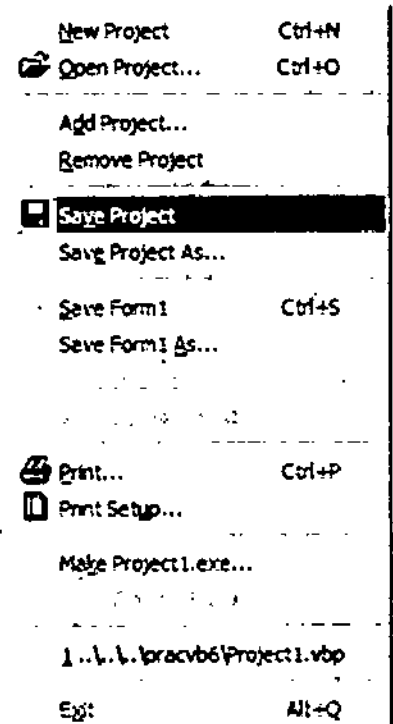 New Project Ctrl+N
Open Project... Ctrl+O
Add Project...
Remove Project
Save Project
Save Project As...
Save Form1 Ctrl+S
Save Form1 As...
Print... Ctrl+P
Print Setup...
Make Project1.exe...
1 ..\..\..\pracvb6\Project1.vbp
Exit Alt+Q